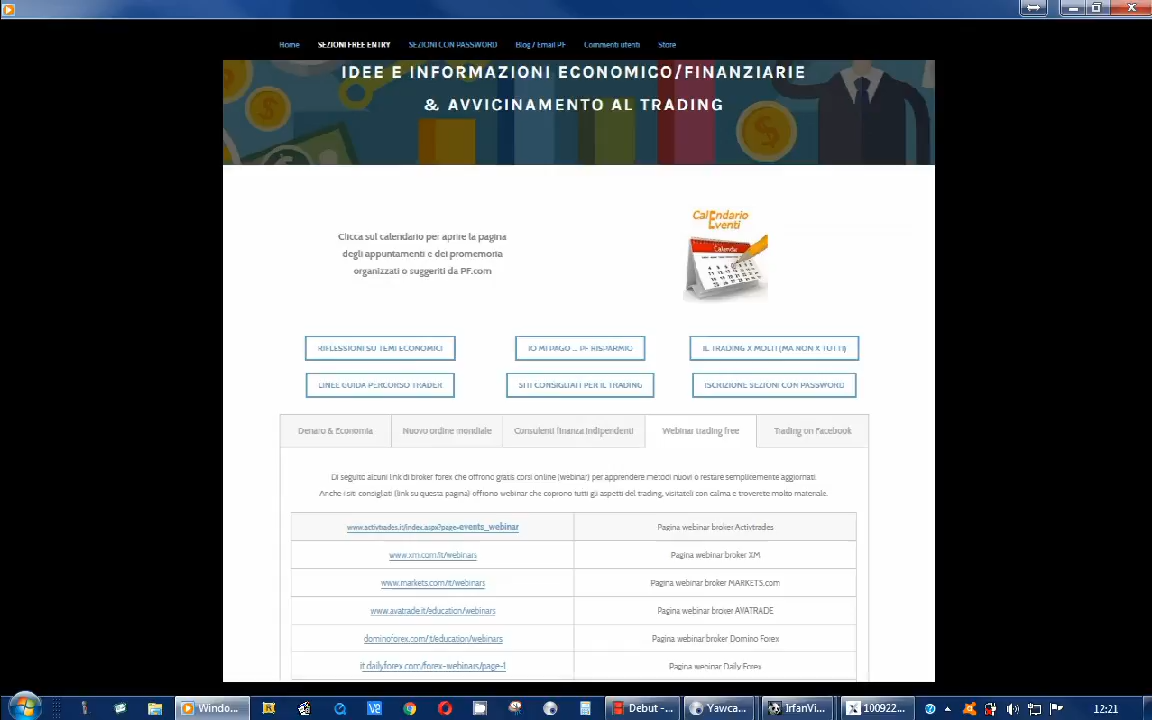 Home SEZIONI FREE ENTRY SEZIONI CON PASSWORD Blog / Email PF Commenti utenti Store
IDEE E INFORMAZIONI ECONOMICO/FINANZIARIE
& AVVICINAMENTO AL TRADING
Calendario
Eventi
Clicca sul calendario per aprire la pagina
degli appuntamenti e dei promemoria
organizzati o suggeriti da PF.com
RIFLESSIONI SU TEMI ECONOMICI IO MI PAGO ... PF RISPARMIO IL TRADING X MOLTI (MA NON X TUTTI)
LINEE GUIDA PERCORSO TRADER SITI CONSIGLIATI PER IL TRADING ISCRIZIONE SEZIONI CON PASSWORD
Denaro & Economia Nuovo ordine mondiale Consulenti finanza indipendenti Webinar trading free Trading on Facebook
Di seguito alcuni link di broker forex che offrono gratis corsi online (webinar) per apprendere metodi nuovi o restare semplicemente aggiornati.
Anche i siti consigliati (link su questa pagina) offrono webinar che coprono tutti gli aspetti del trading, visitateli con calma e troverete molto materiale.
www.activtrades.it/index.aspx?page=events_webinar Pagina webinar broker Activtrades
www.xm.com/it/webinars Pagina webinar broker XM
www.markets.com/it/webinars Pagina webinar broker MARKETS.com
www.avatrade.it/education/webinars Pagina webinar broker AVATRADE
dominoforex.com/it/education/webinars Pagina webinar broker Domino Forex
it.dailyforex.com/forex-webinars/page-1 Pagina webinar Daily Forex
Windo... Debut -... Yawca... IrfanVi... 100922... 12:21